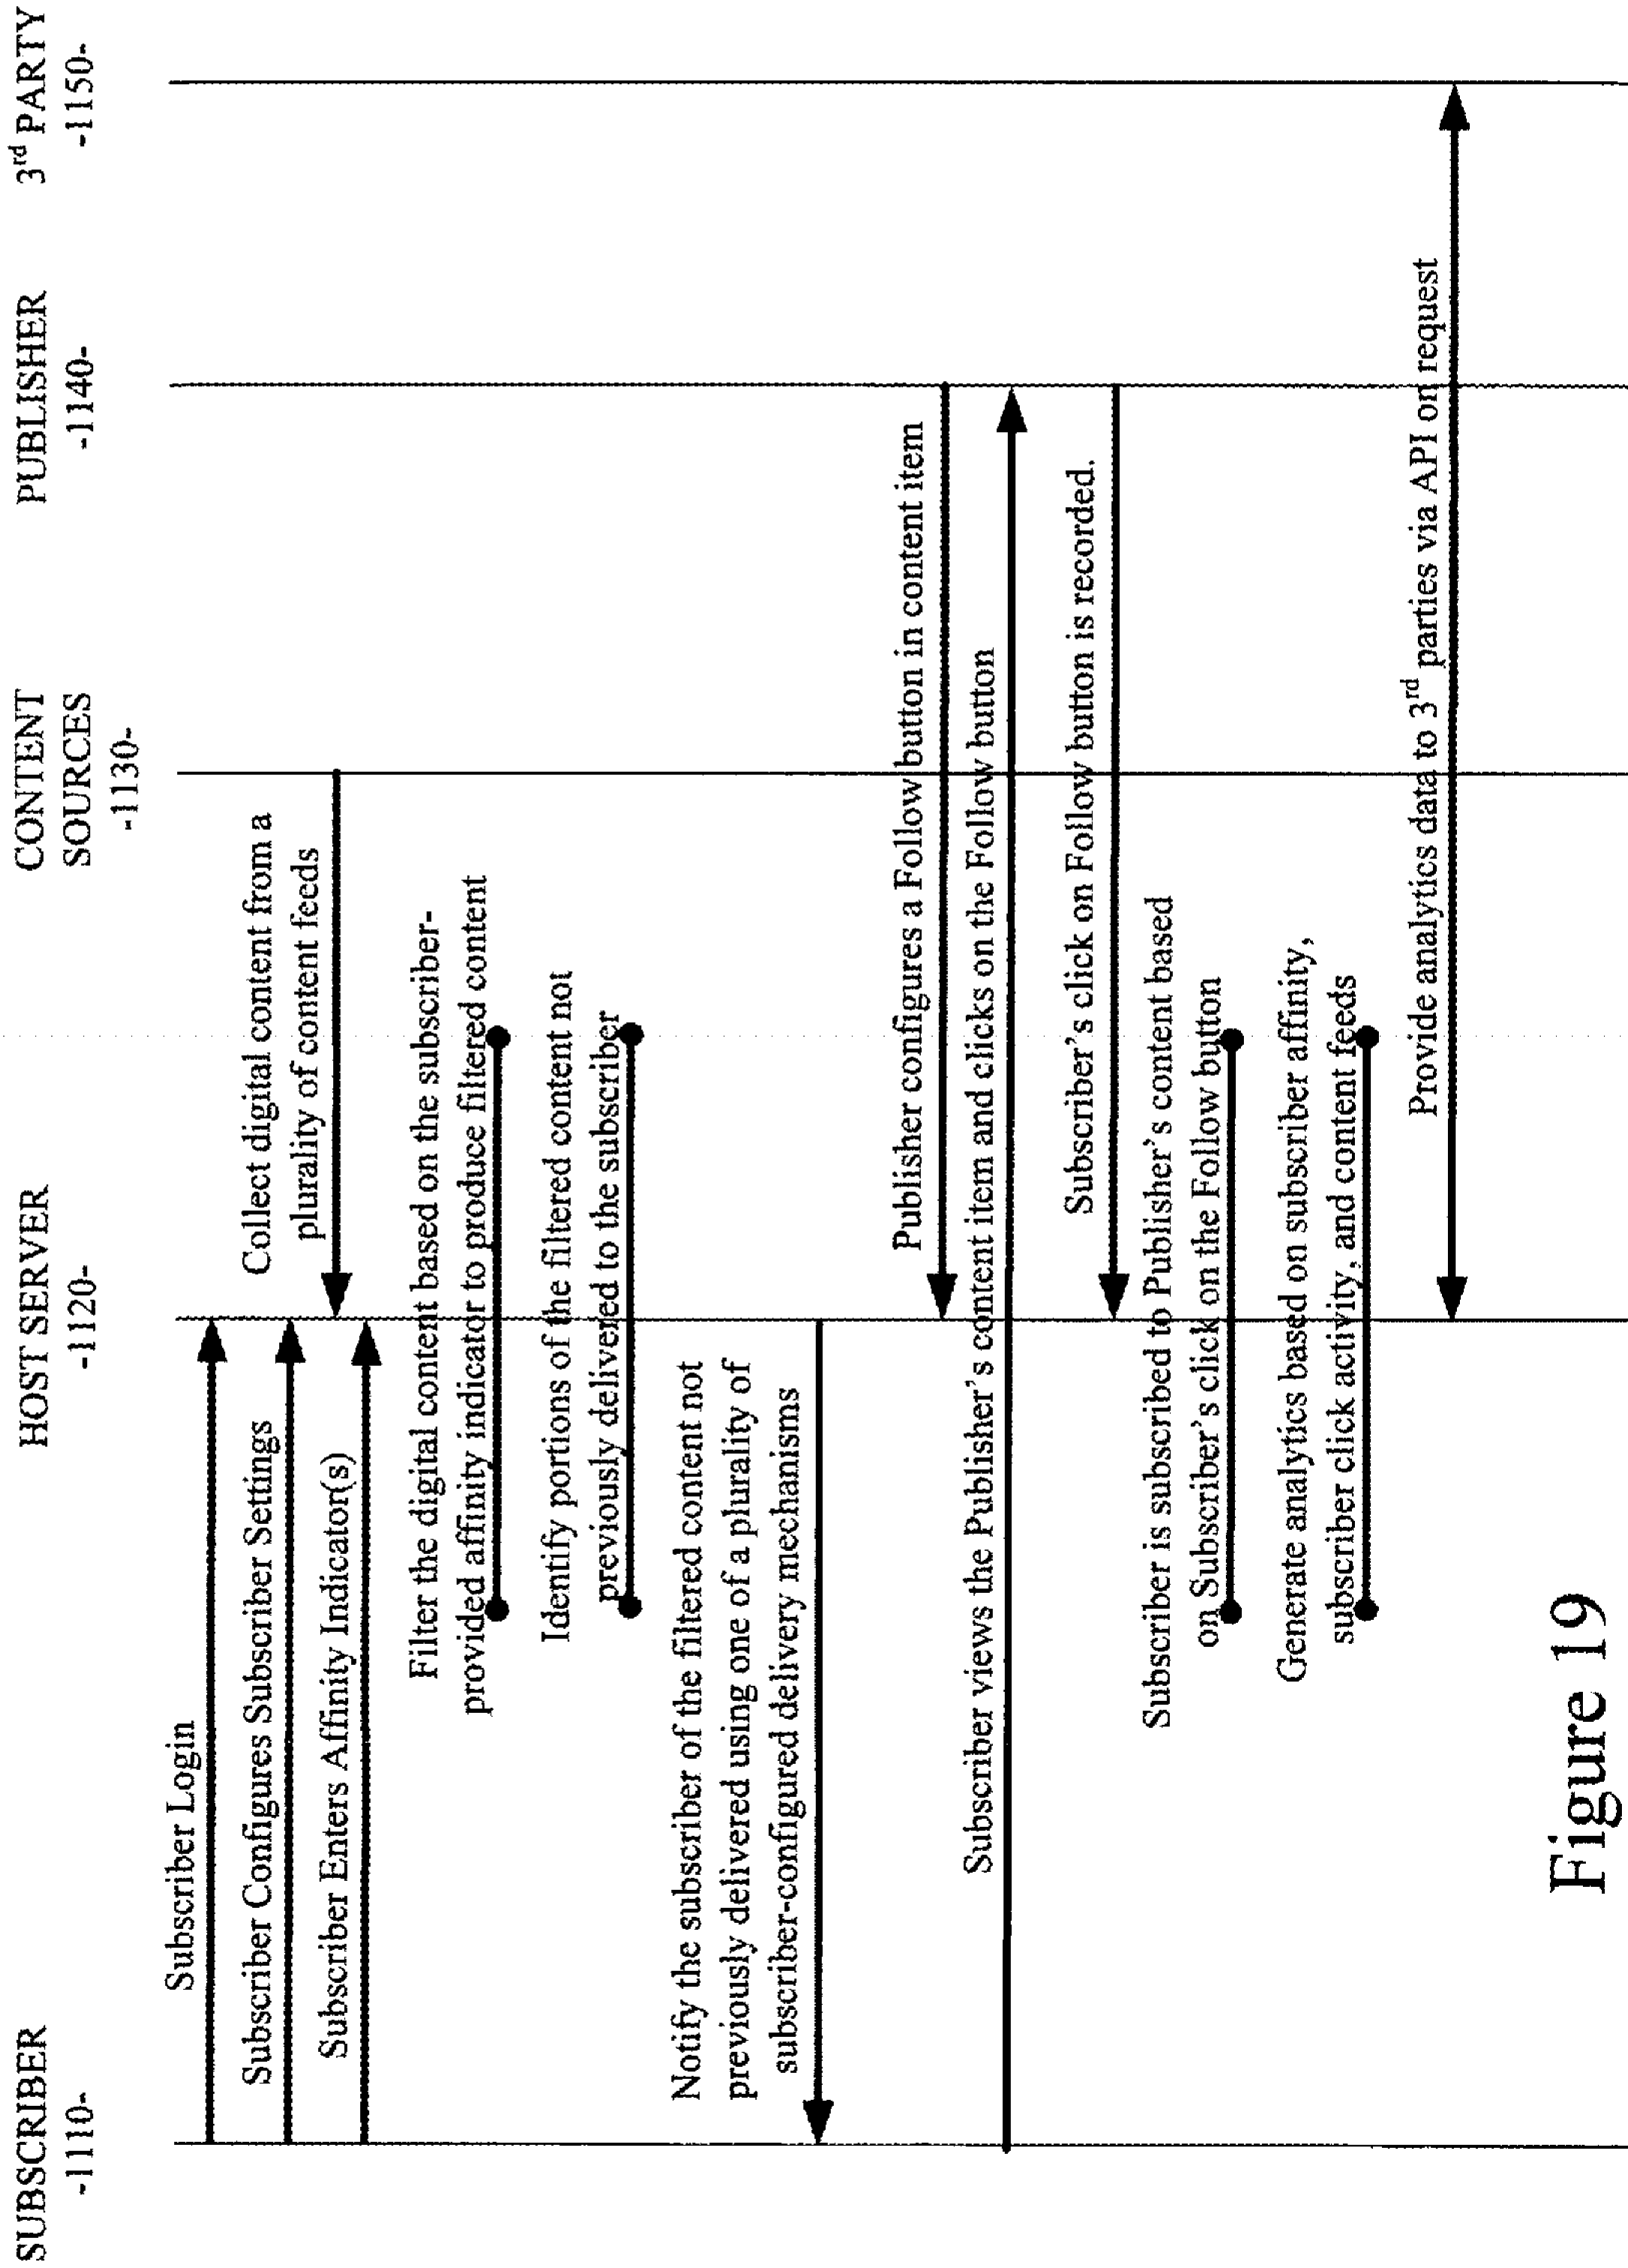 SUBSCRIBER
-1110-
HOST SERVER
-1120-
CONTENT
SOURCES
-1130-
PUBLISHER
-1140-
3rd PARTY
-1150-
Subscriber Login
Subscriber Configures Subscriber Settings
Collect digital content from a
plurality of content feeds
Subscriber Enters Affinity Indicator(s)
Filter the digital content based on the subscriber-
provided affinity indicator to produce filtered content
Identify portions of the filtered content not
previously delivered to the subscriber
Notify the subscriber of the filtered content not
previously delivered using one of a plurality of
subscriber-configured delivery mechanisms
Publisher configures a Follow button in content item
Subscriber views the Publisher's content item and clicks on the Follow button
Subscriber's click on Follow button is recorded.
Subscriber is subscribed to Publisher's content based
on Subscriber's click on the Follow button
Generate analytics based on subscriber affinity,
subscriber click activity, and content feeds
Provide analytics data to 3rd parties via API on request
Figure 19